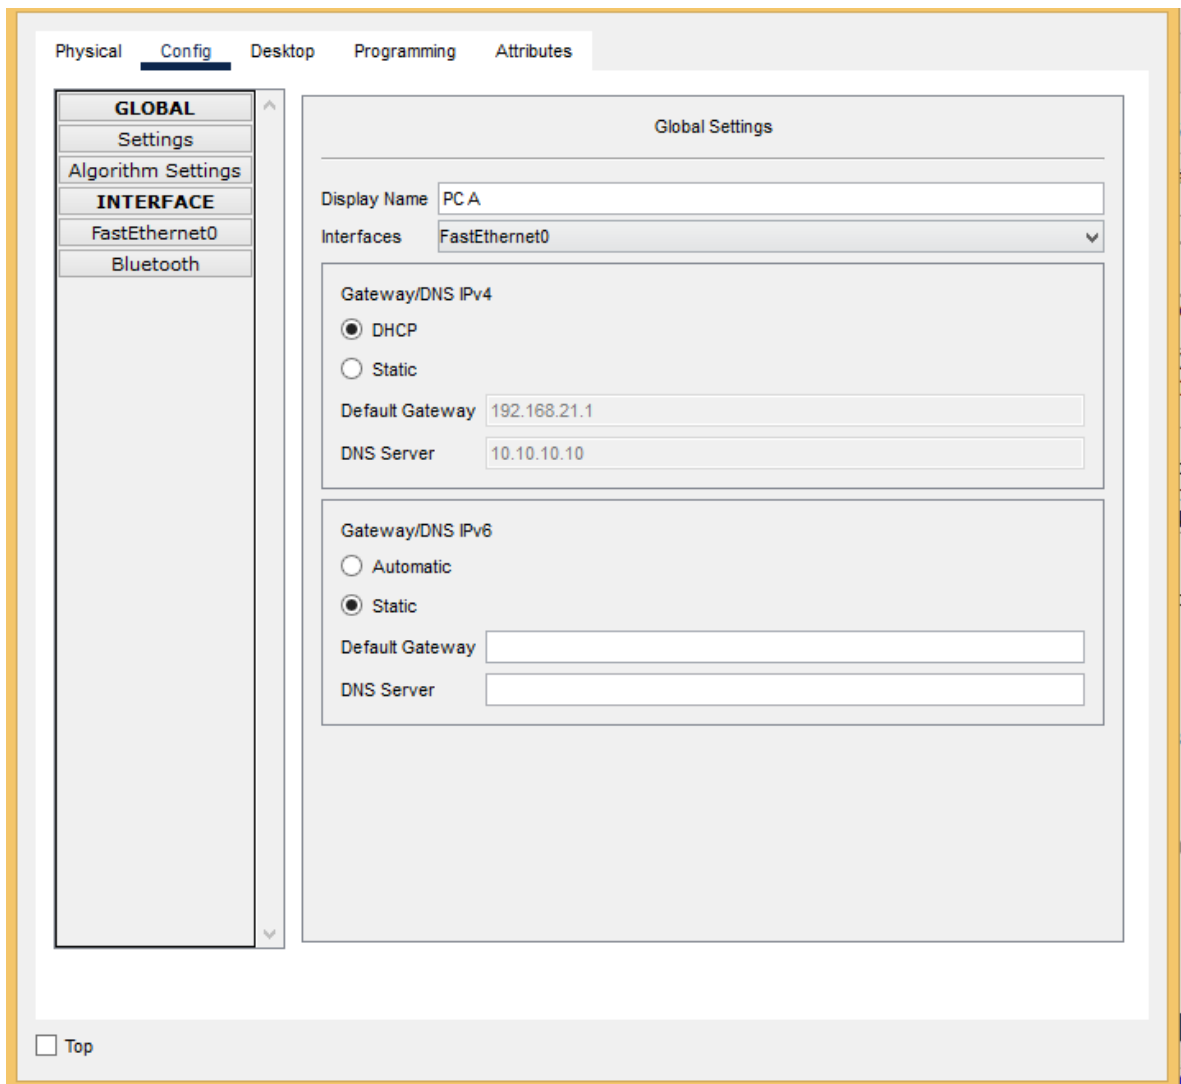 Physical Config Desktop Programming Attributes
GLOBAL
Settings
Algorithm Settings
INTERFACE
FastEthernet0
Bluetooth
Global Settings
Display Name PC A
Interfaces FastEthernet0
Gateway/DNS IPv4
DHCP
Static
Default Gateway 192.168.21.1
DNS Server 10.10.10.10
Gateway/DNS IPv6
Automatic
Static
Default Gateway
DNS Server
Top